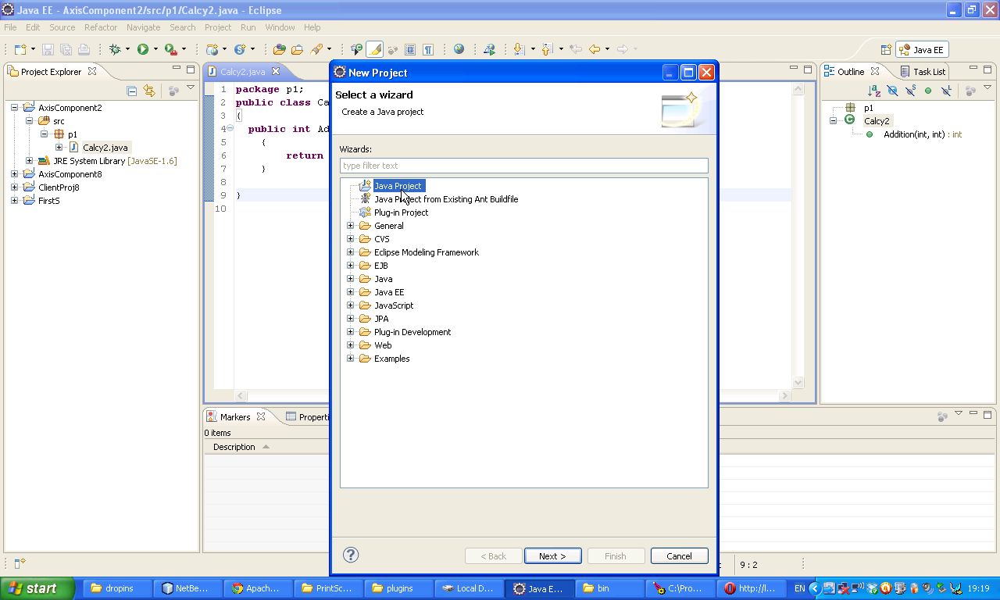 Java EE - AxisComponent2/src/p1/Calcy2.java - Eclipse
File Edit Source Refactor Navigate Search Project Run Window Help
Java EE
Project Explorer
AxisComponent2
src
p1
Calcy2.java
JRE System Library [JavaSE-1.6]
AxisComponent8
ClientProj8
FirstS
Calcy2.java
1 package p1;
2 public class Ca
3 {
4 public int Ad
5 {
6 return
7 }
8
9 }
10
New Project
Select a wizard
Create a Java project
Wizards:
type filter text
Java Project
Java Project from Existing Ant Buildfile
Plug-in Project
General
CVS
Eclipse Modeling Framework
EJB
Java
Java EE
JavaScript
JPA
Plug-in Development
Web
Examples
< Back Next > Finish Cancel
Outline Task List
p1
Calcy2
Addition(int, int) : int
Markers Properti
0 items
Description
9 : 2
start dropins NetBe... Apach... PrintSc... plugins Local D... Java E... bin C:\Pro... http://l... EN 19:19